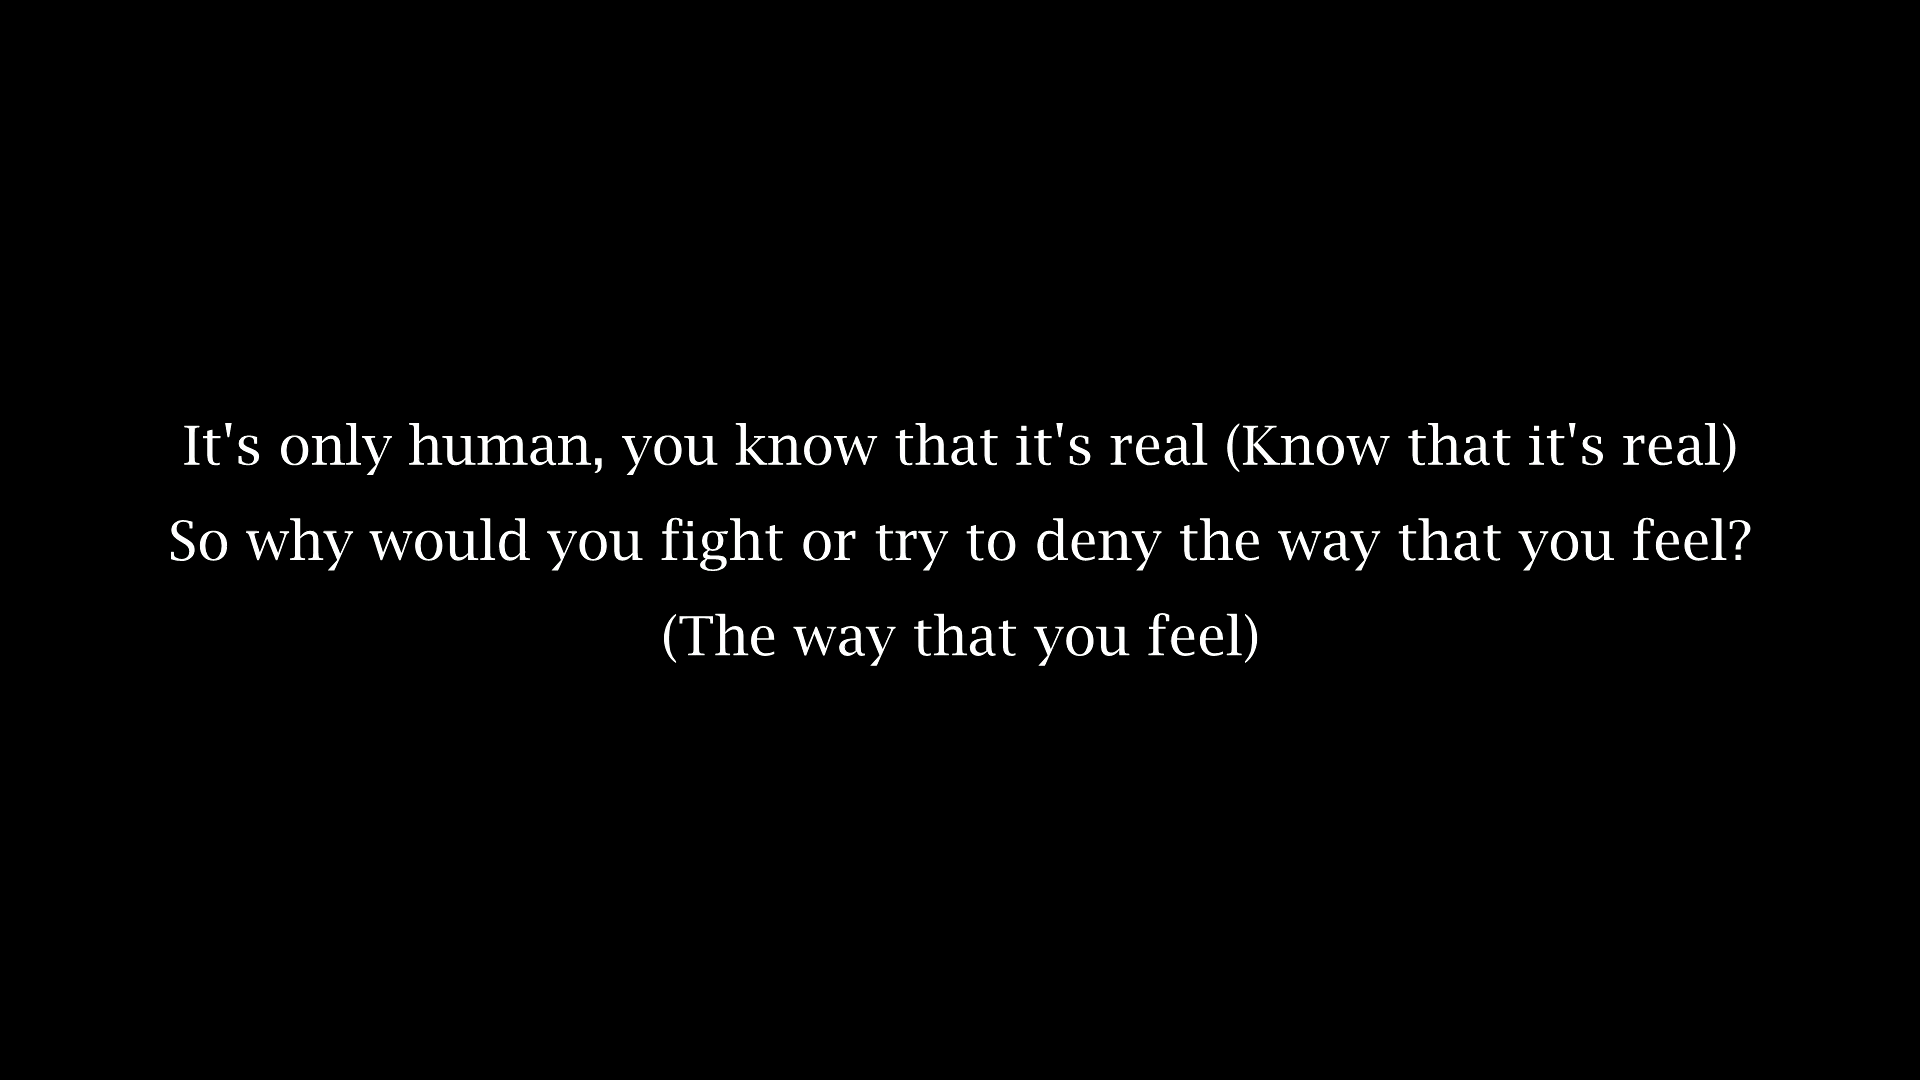 It's only human, you know that it's real (Know that it's real)
So why would you fight or try to deny the way that you feel?
(The way that you feel)